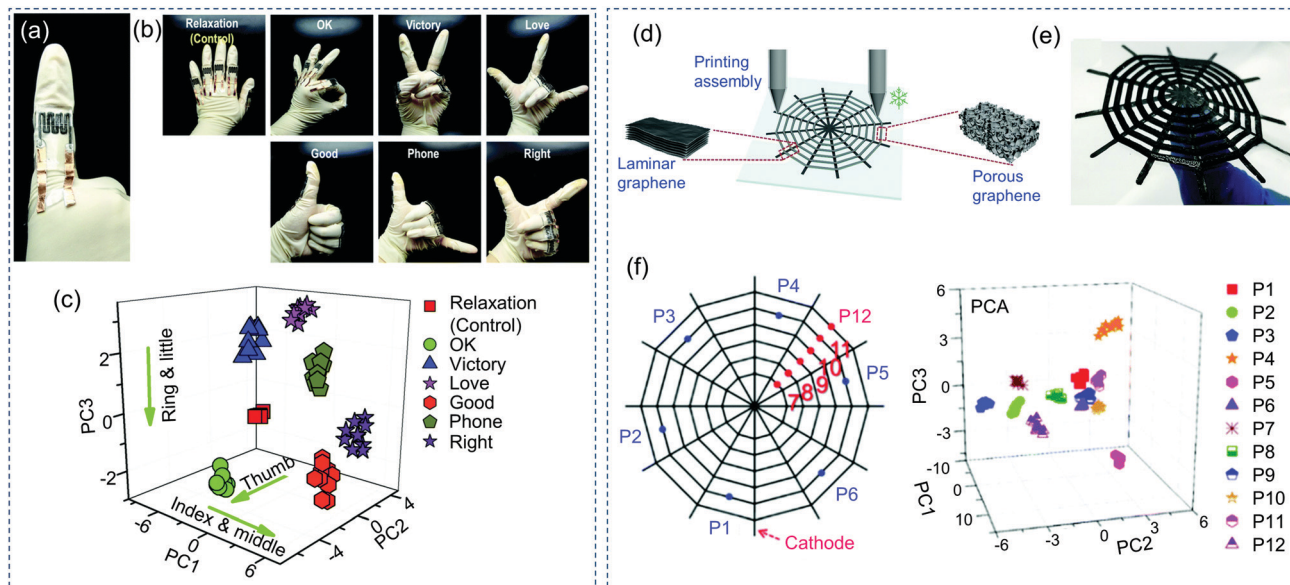 (a)
(b)
Relaxation
(Control)
OK
Victory
Love
Good
Phone
Right
(c)
PC3
2
0
-2
Ring & little
Thumb
Index & middle
-6
0
6
PC1
-4
0
4
PC2
Relaxation
(Control)
OK
Victory
Love
Good
Phone
Right
(d)
Printing
assembly
Laminar
graphene
Porous
graphene
(e)
(f)
P4
P3
P12
P5
P2
P6
P1
7
8
9
10
11
Cathode
PCA
6
3
0
-3
PC3
-10
0
10
PC1
-6
-3
0
3
6
PC2
P1
P2
P3
P4
P5
P6
P7
P8
P9
P10
P11
P12